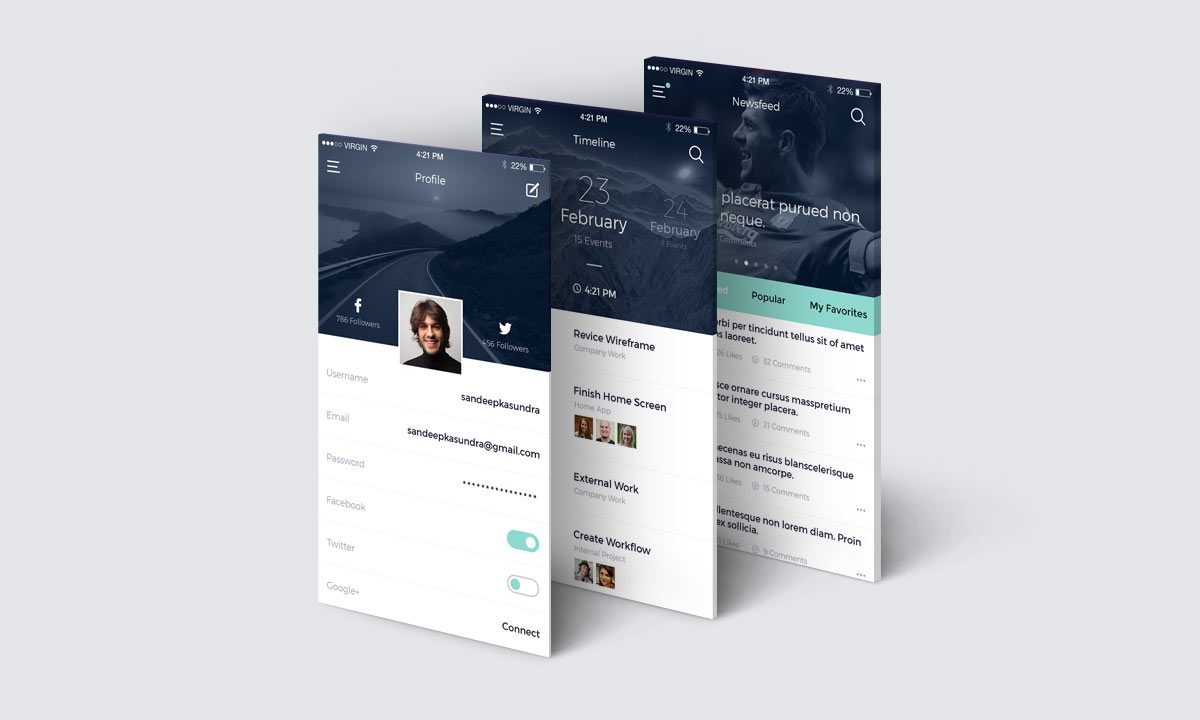 VIRGIN
4:21 PM
22%
Profile
786 Followers
456 Followers
Username
sandeepkasundra
Email
sandeepkasundra@gmail.com
Password
•••••••••••••••
Facebook
Twitter
Google+
Connect
VIRGIN
4:21 PM
22%
Timeline
23
February
15 Events
24
February
9 Events
4:21 PM
Revice Wireframe
Company Work
Finish Home Screen
Home App
External Work
Company Work
Create Workflow
Internal Project
VIRGIN
4:21 PM
22%
Newsfeed
placerat purued non
neque.
Comments
ed
Popular
My Favorites
rbi per tincidunt tellus sit of amet
os laoreet.
26 Likes
32 Comments
sce ornare cursus masspretium
tor integer placera.
15 Likes
21 Comments
ecenas eu risus blanscelerisque
assa non amcorpe.
36 Likes
15 Comments
llentesque non lorem diam. Proin
ex sollicia.
Likes
9 Comments